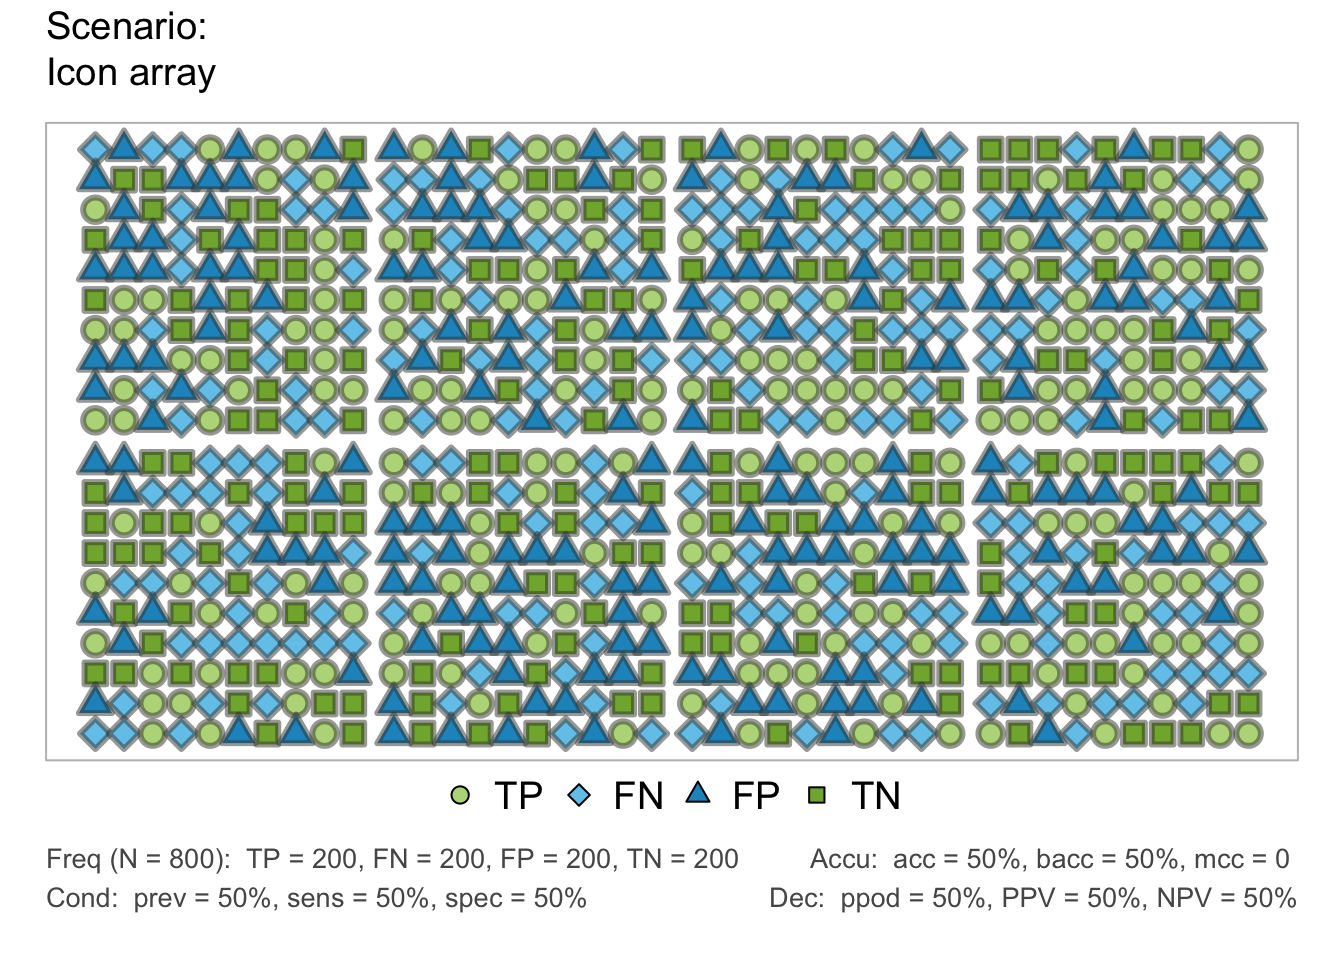 Scenario:
Icon array
TP FN FP TN
Freq (N = 800):  TP = 200, FN = 200, FP = 200, TN = 200 Accu:  acc = 50%, bacc = 50%, mcc = 0
Cond:  prev = 50%, sens = 50%, spec = 50% Dec:  ppod = 50%, PPV = 50%, NPV = 50%